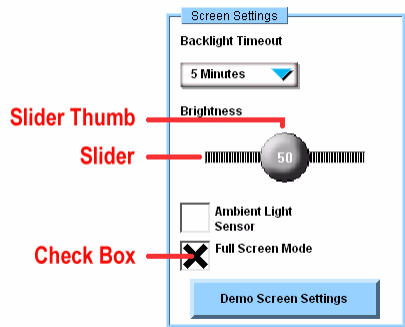 Screen Settings
Backlight Timeout
5 Minutes
Brightness
Slider Thumb
Slider
50
Ambient Light
Sensor
Full Screen Mode
Check Box
Demo Screen Settings